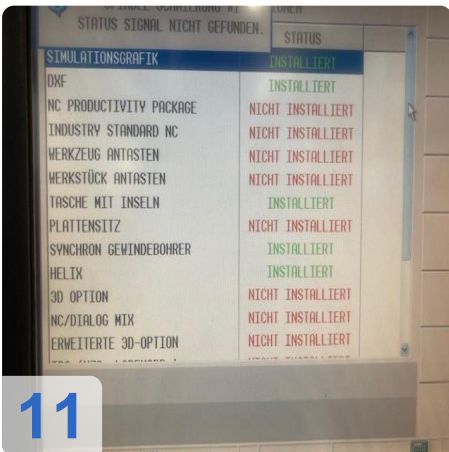 STATUS SIGNAL NICHT GEFUNDEN.
STATUS
SIMULATIONSGRAFIK INSTALLIERT
DXF INSTALLIERT
NC PRODUCTIVITY PACKAGE NICHT INSTALLIERT
INDUSTRY STANDARD NC NICHT INSTALLIERT
WERKZEUG ANTASTEN NICHT INSTALLIERT
WERKSTÜCK ANTASTEN NICHT INSTALLIERT
TASCHE MIT INSELN INSTALLIERT
PLATTENSITZ NICHT INSTALLIERT
SYNCHRON GEWINDEBOHRER INSTALLIERT
HELIX INSTALLIERT
3D OPTION NICHT INSTALLIERT
NC/DIALOG MIX NICHT INSTALLIERT
ERWEITERTE 3D-OPTION NICHT INSTALLIERT
11